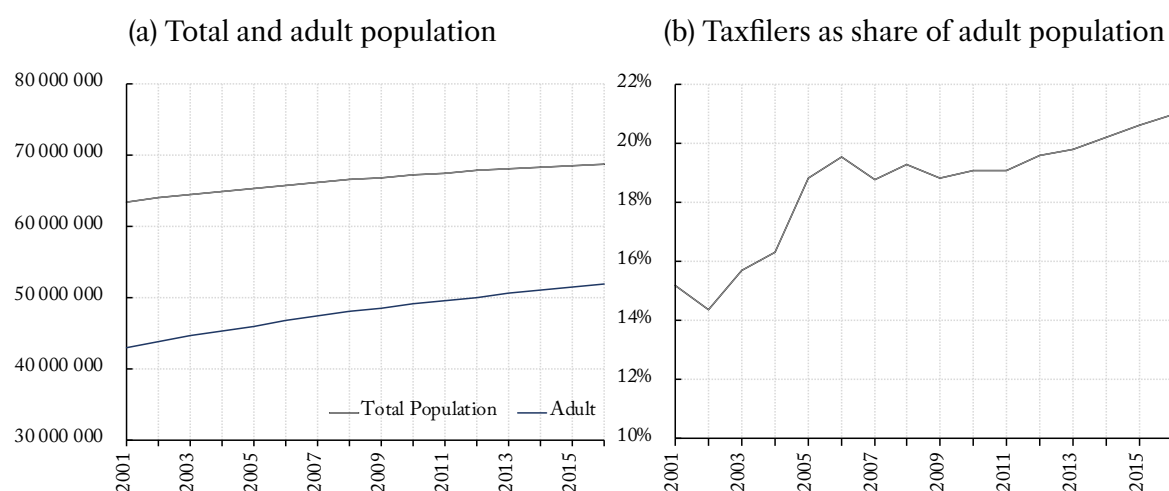 (a) Total and adult population
80 000 000
70 000 000
60 000 000
50 000 000
40 000 000
30 000 000
Total Population
Adult
2001
2003
2005
2007
2009
2011
2013
2015
(b) Taxfilers as share of adult population
22%
20%
18%
16%
14%
12%
10%
2001
2003
2005
2007
2009
2011
2013
2015